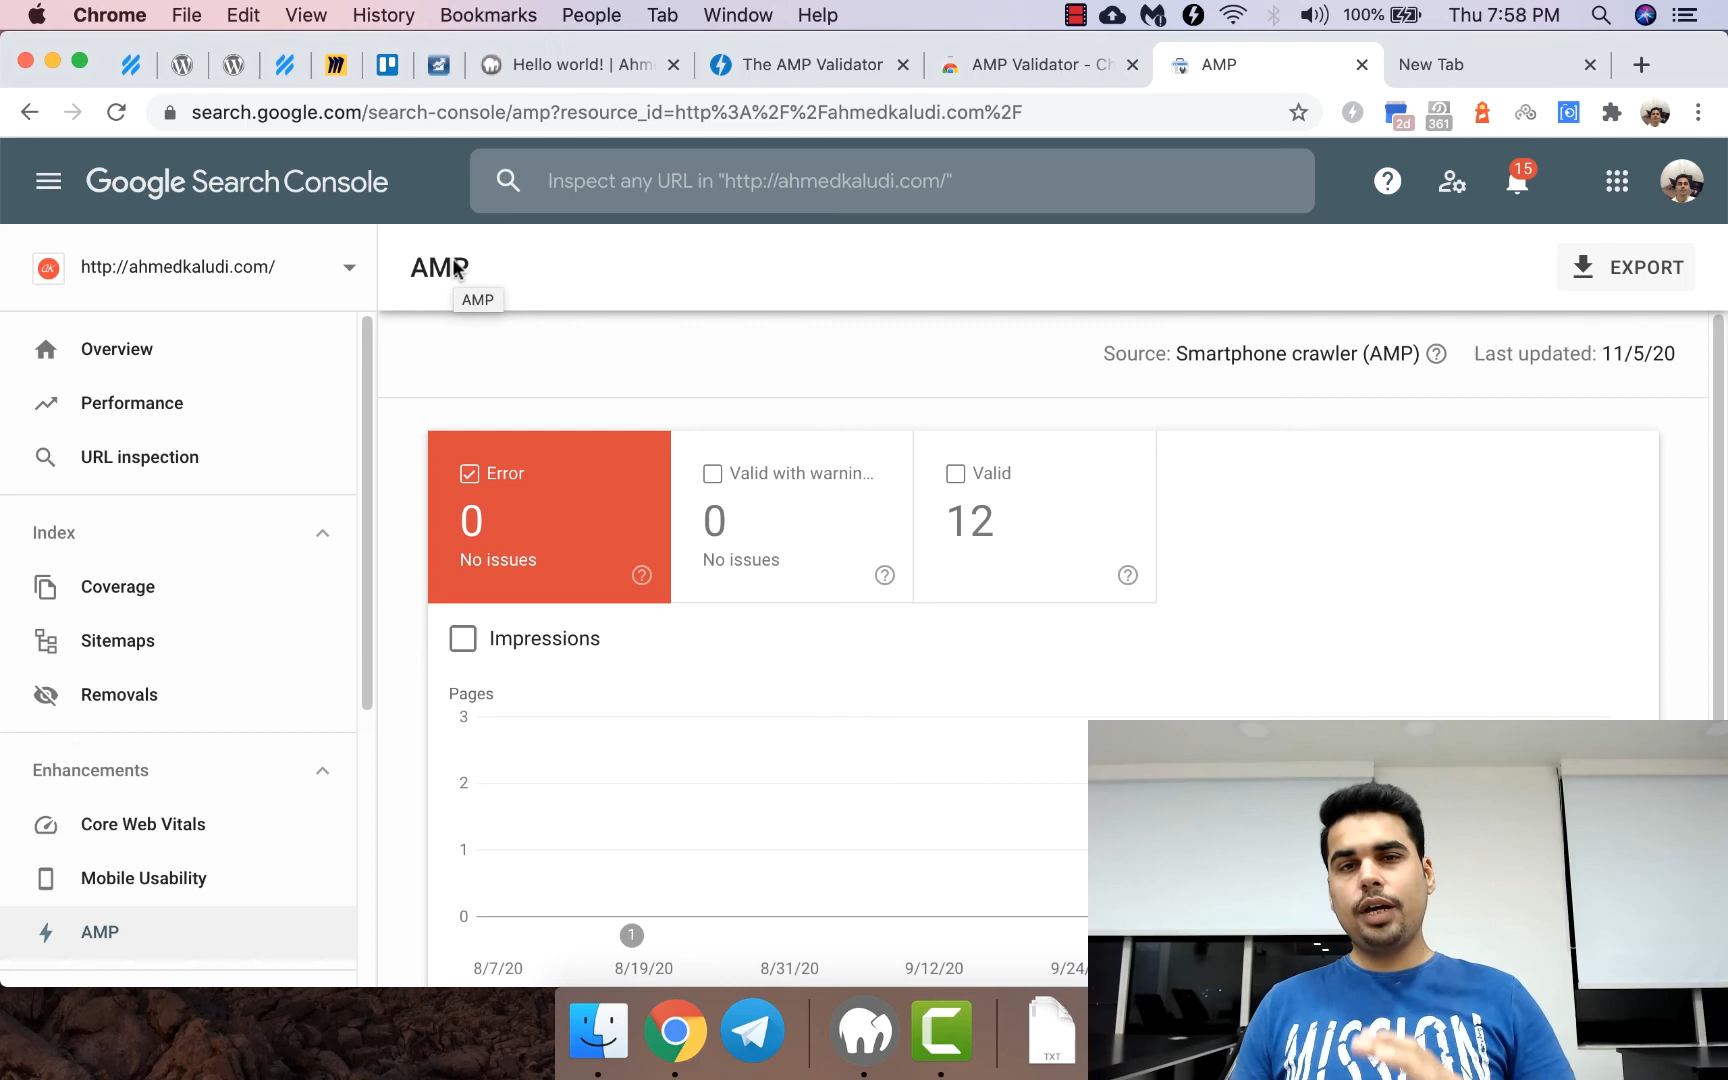 Chrome File Edit View History Bookmarks People Tab Window Help 100% Thu 7:58 PM
Hello world! | Ahm The AMP Validator AMP Validator - Ch AMP New Tab
search.google.com/search-console/amp?resource_id=http%3A%2F%2Fahmedkaludi.com%2F 2d 361
Google Search Console Inspect any URL in "http://ahmedkaludi.com/" 15
http://ahmedkaludi.com/ AMP EXPORT
AMP
Source: Smartphone crawler (AMP) Last updated: 11/5/20
Overview
Performance
URL inspection
Index
Coverage
Sitemaps
Removals
Enhancements
Core Web Vitals
Mobile Usability
AMP
Error Valid with warnin... Valid
0 0 12
No issues No issues
Impressions
Pages
3
2
1
0
1
8/7/20 8/19/20 8/31/20 9/12/20 9/24/
TXT
MISSION